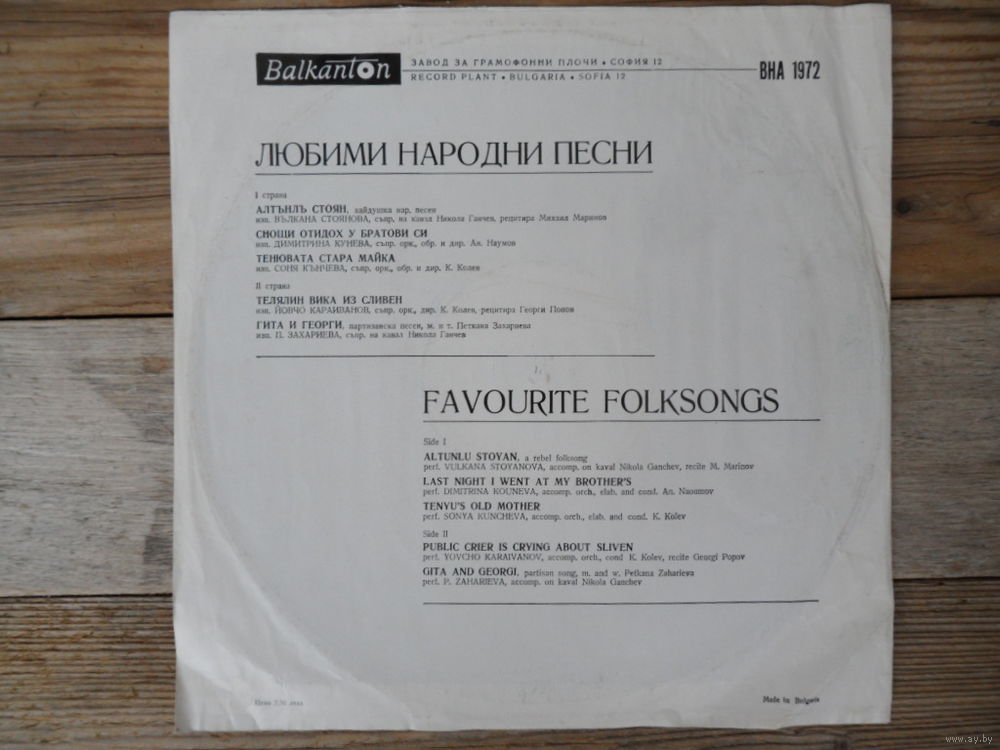 Balkanton ЗАВОД ЗА ГРАМОФОННИ ПЛОЧИ • СОФИЯ 12
RECORD PLANT • BULGARIA • SOFIA 12
ВНА 1972
ЛЮБИМИ НАРОДНИ ПЕСНИ
I страна
АЛТЪНЛЪ СТОЯН, хайдушка нар. песен
изп. ВЪЛКАНА СТОЯНОВА, съпр. на кавал Никола Ганчев, рецитира Михаил Маринов
СНОЩИ ОТИДОХ У БРАТОВИ СИ
изп. ДИМИТРИНА КУНЕВА, съпр. орк., обр. и дир. Ан. Наумов
ТЕНЮВАТА СТАРА МАЙКА
изп. СОНЯ КЪНЧЕВА, съпр. орк., обр. и дир. К. Колев
II страна
ТЕЛЯЛИН ВИКА ИЗ СЛИВЕН
изп. ЙОВЧО КАРАИВАНОВ, съпр. орк., дир. К. Колев, рецитира Георги Попов
ГИТА И ГЕОРГИ, партизанска песен, м. и т. Петкана Захариева
изп. П. ЗАХАРИЕВА, съпр. на кавал Никола Ганчев
FAVOURITE FOLKSONGS
Side I
ALTUNLU STOYAN, a rebel folksong
perf. VULKANA STOYANOVA, accomp. on kaval Nikola Ganchev, recite M. Marinov
LAST NIGHT I WENT AT MY BROTHER'S
perf. DIMITRINA KOUNEVA, accomp. orch., elab. and cond. An. Naoumov
TENYU'S OLD MOTHER
perf. SONYA KUNCHEVA, accomp. orch., elab. and cond. K. Kolev
Side II
PUBLIC CRIER IS CRYING ABOUT SLIVEN
perf. YOVCHO KARAIVANOV, accomp. orch., cond K. Kolev, recite Georgi Popov
GITA AND GEORGI, partisan song, m. and w. Petkana Zaharieva
perf. P. ZAHARIEVA, accomp. on kaval Nikola Ganchev
Цена лева
Made in Bulgaria
www.ay.by